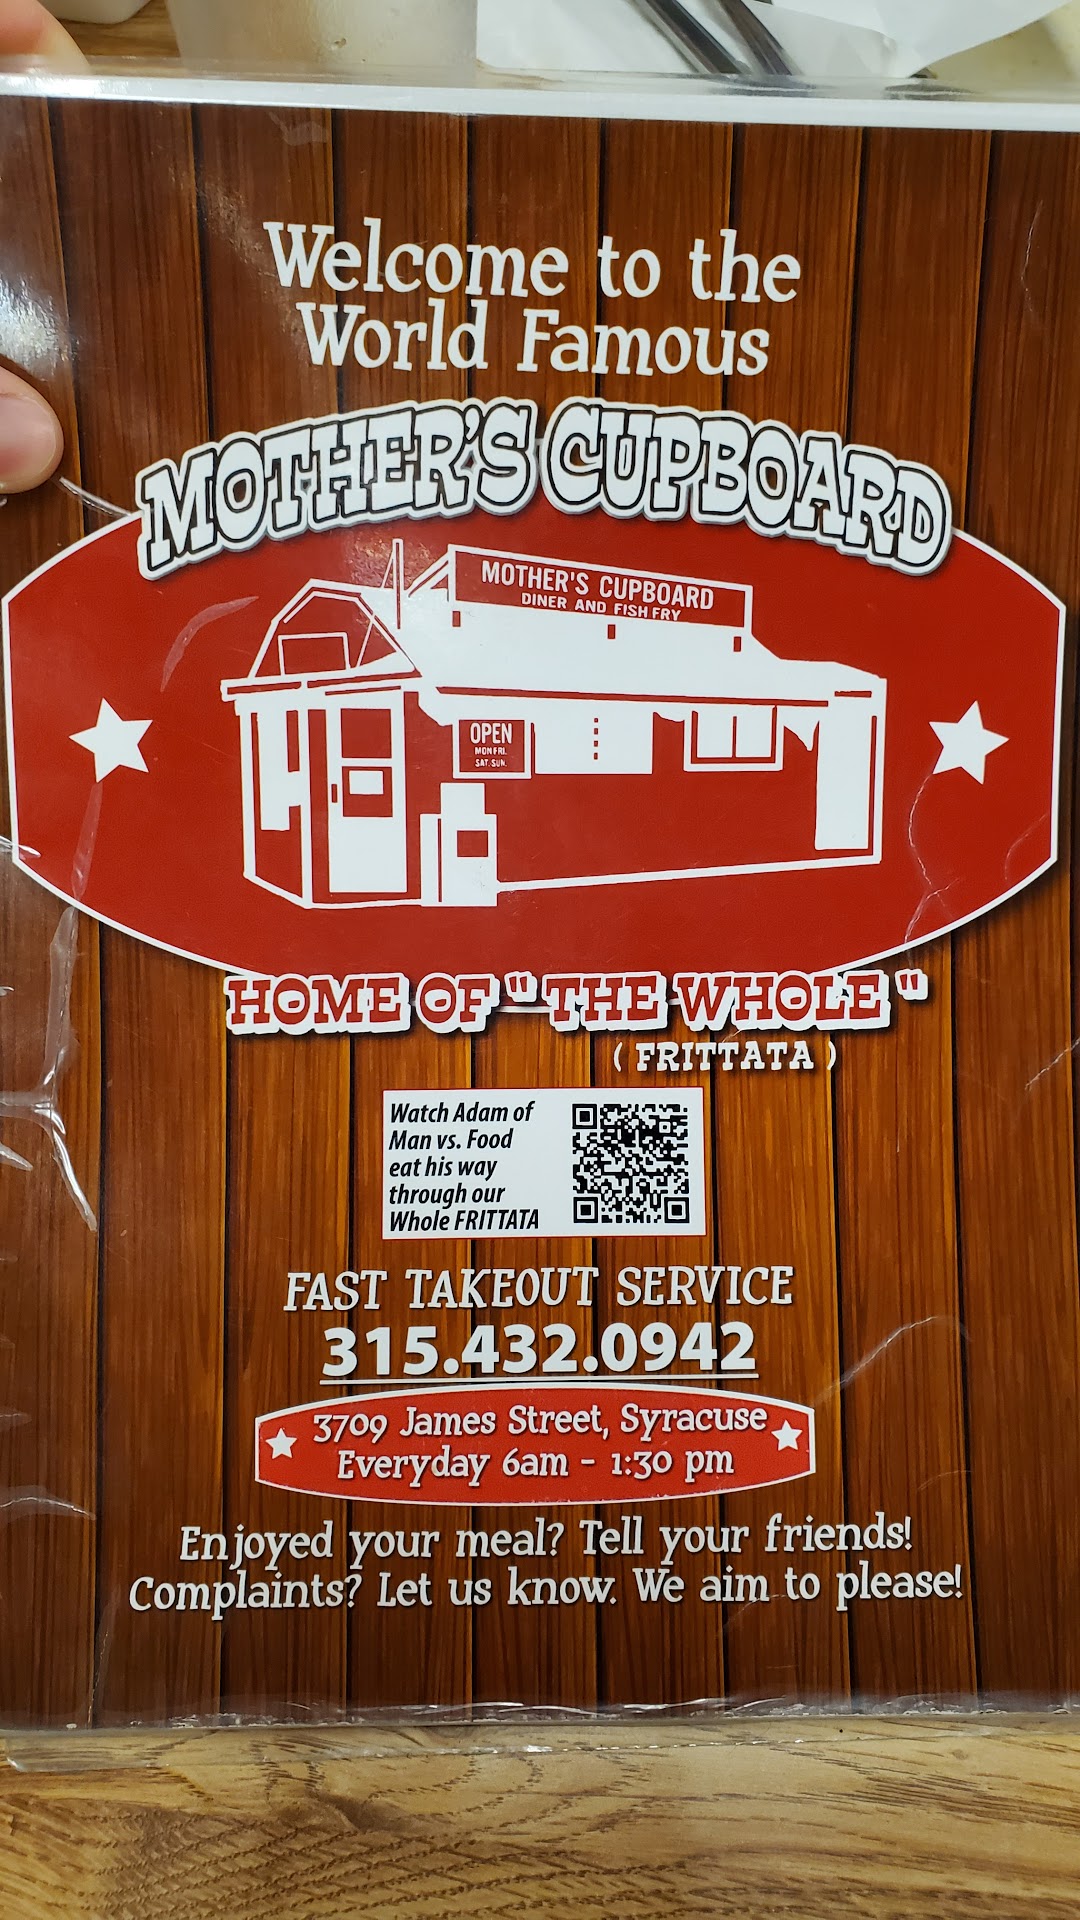 Welcome to the
World Famous
MOTHER'S CUPBOARD
MOTHER'S CUPBOARD
DINER AND FISH FRY
OPEN
MON FRI.
SAT. SUN.
HOME OF "THE WHOLE"
(FRITTATA)
Watch Adam of
Man vs. Food
eat his way
through our
Whole FRITTATA
FAST TAKEOUT SERVICE
315.432.0942
3709 James Street, Syracuse
Everyday 6am - 1:30 pm
Enjoyed your meal? Tell your friends!
Complaints? Let us know. We aim to please!